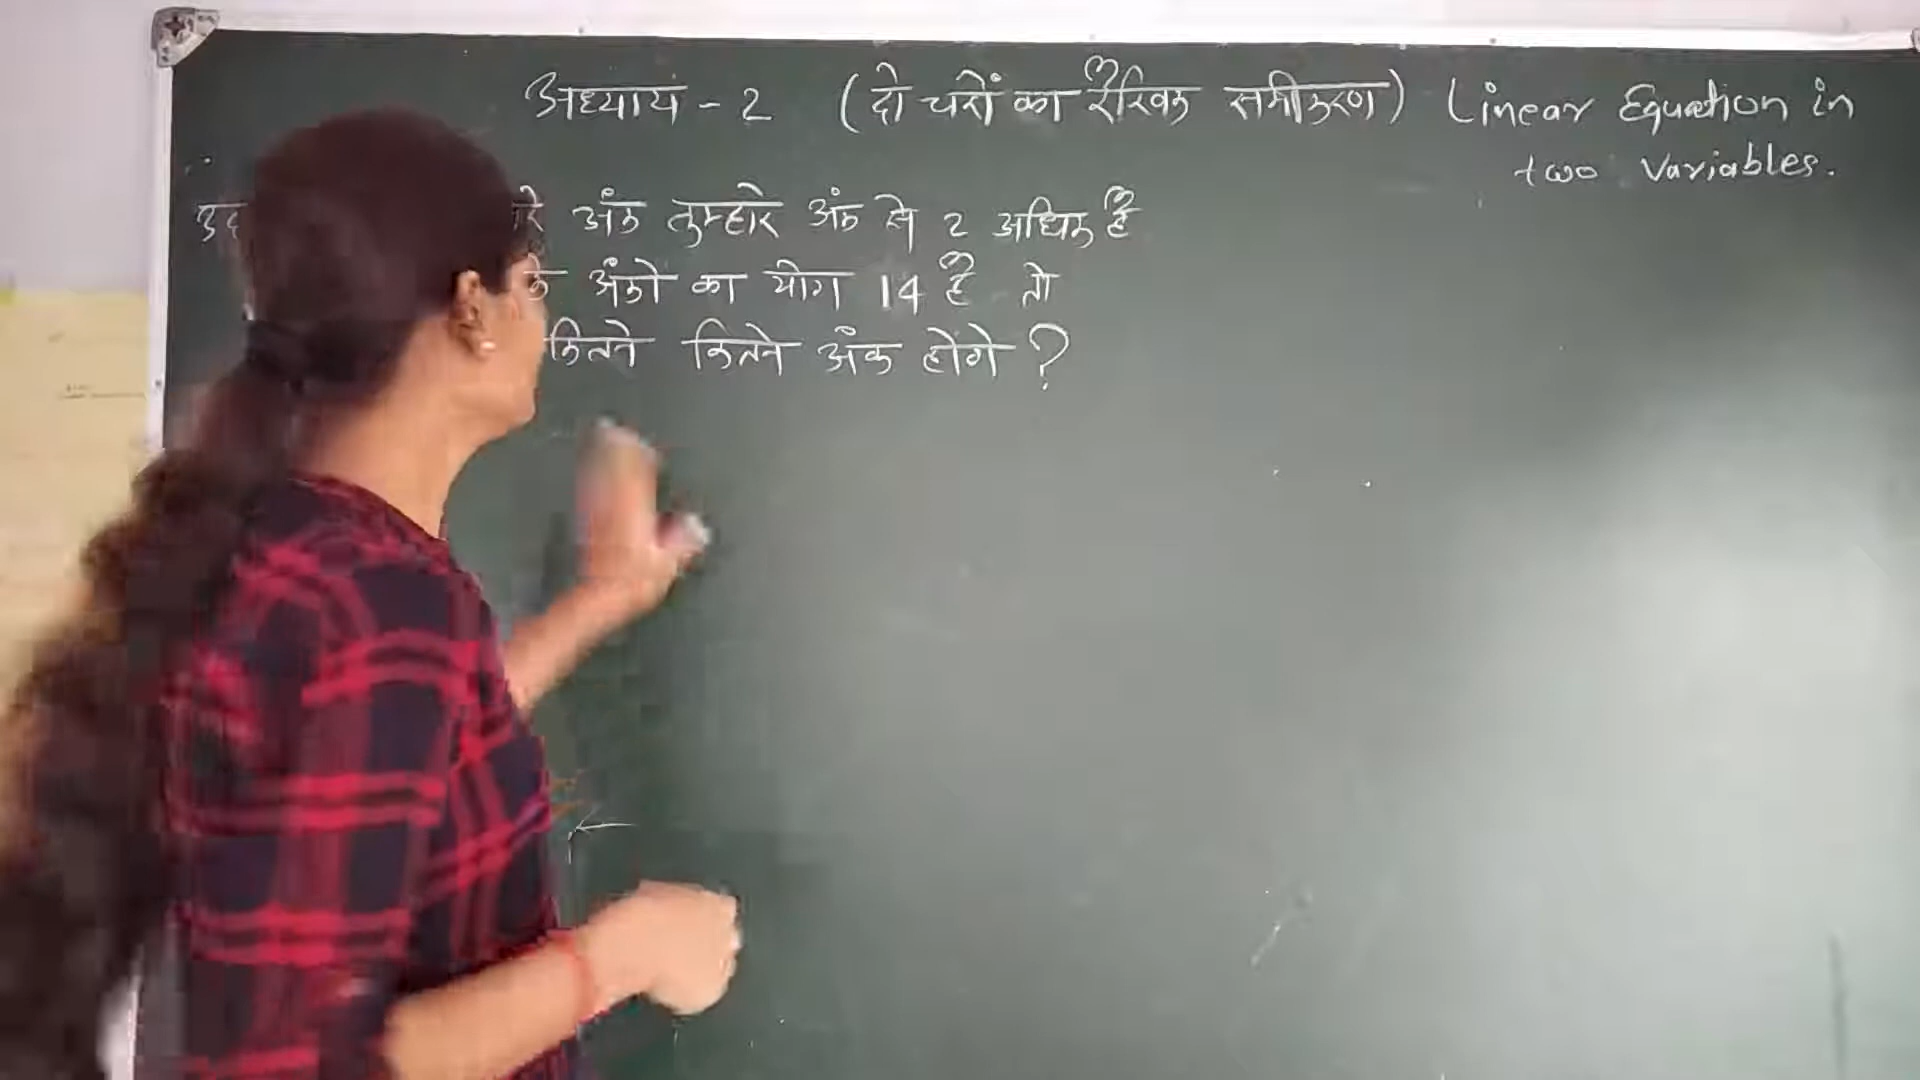 अध्याय - 2 (दो चरों का रैखिक समीकरण) Linear Equation in
two Variables.
अंक तुम्हारे अंक से 2 अधिक है
अंको का योग 14 है तो
कितने कितने अंक होंगे ?